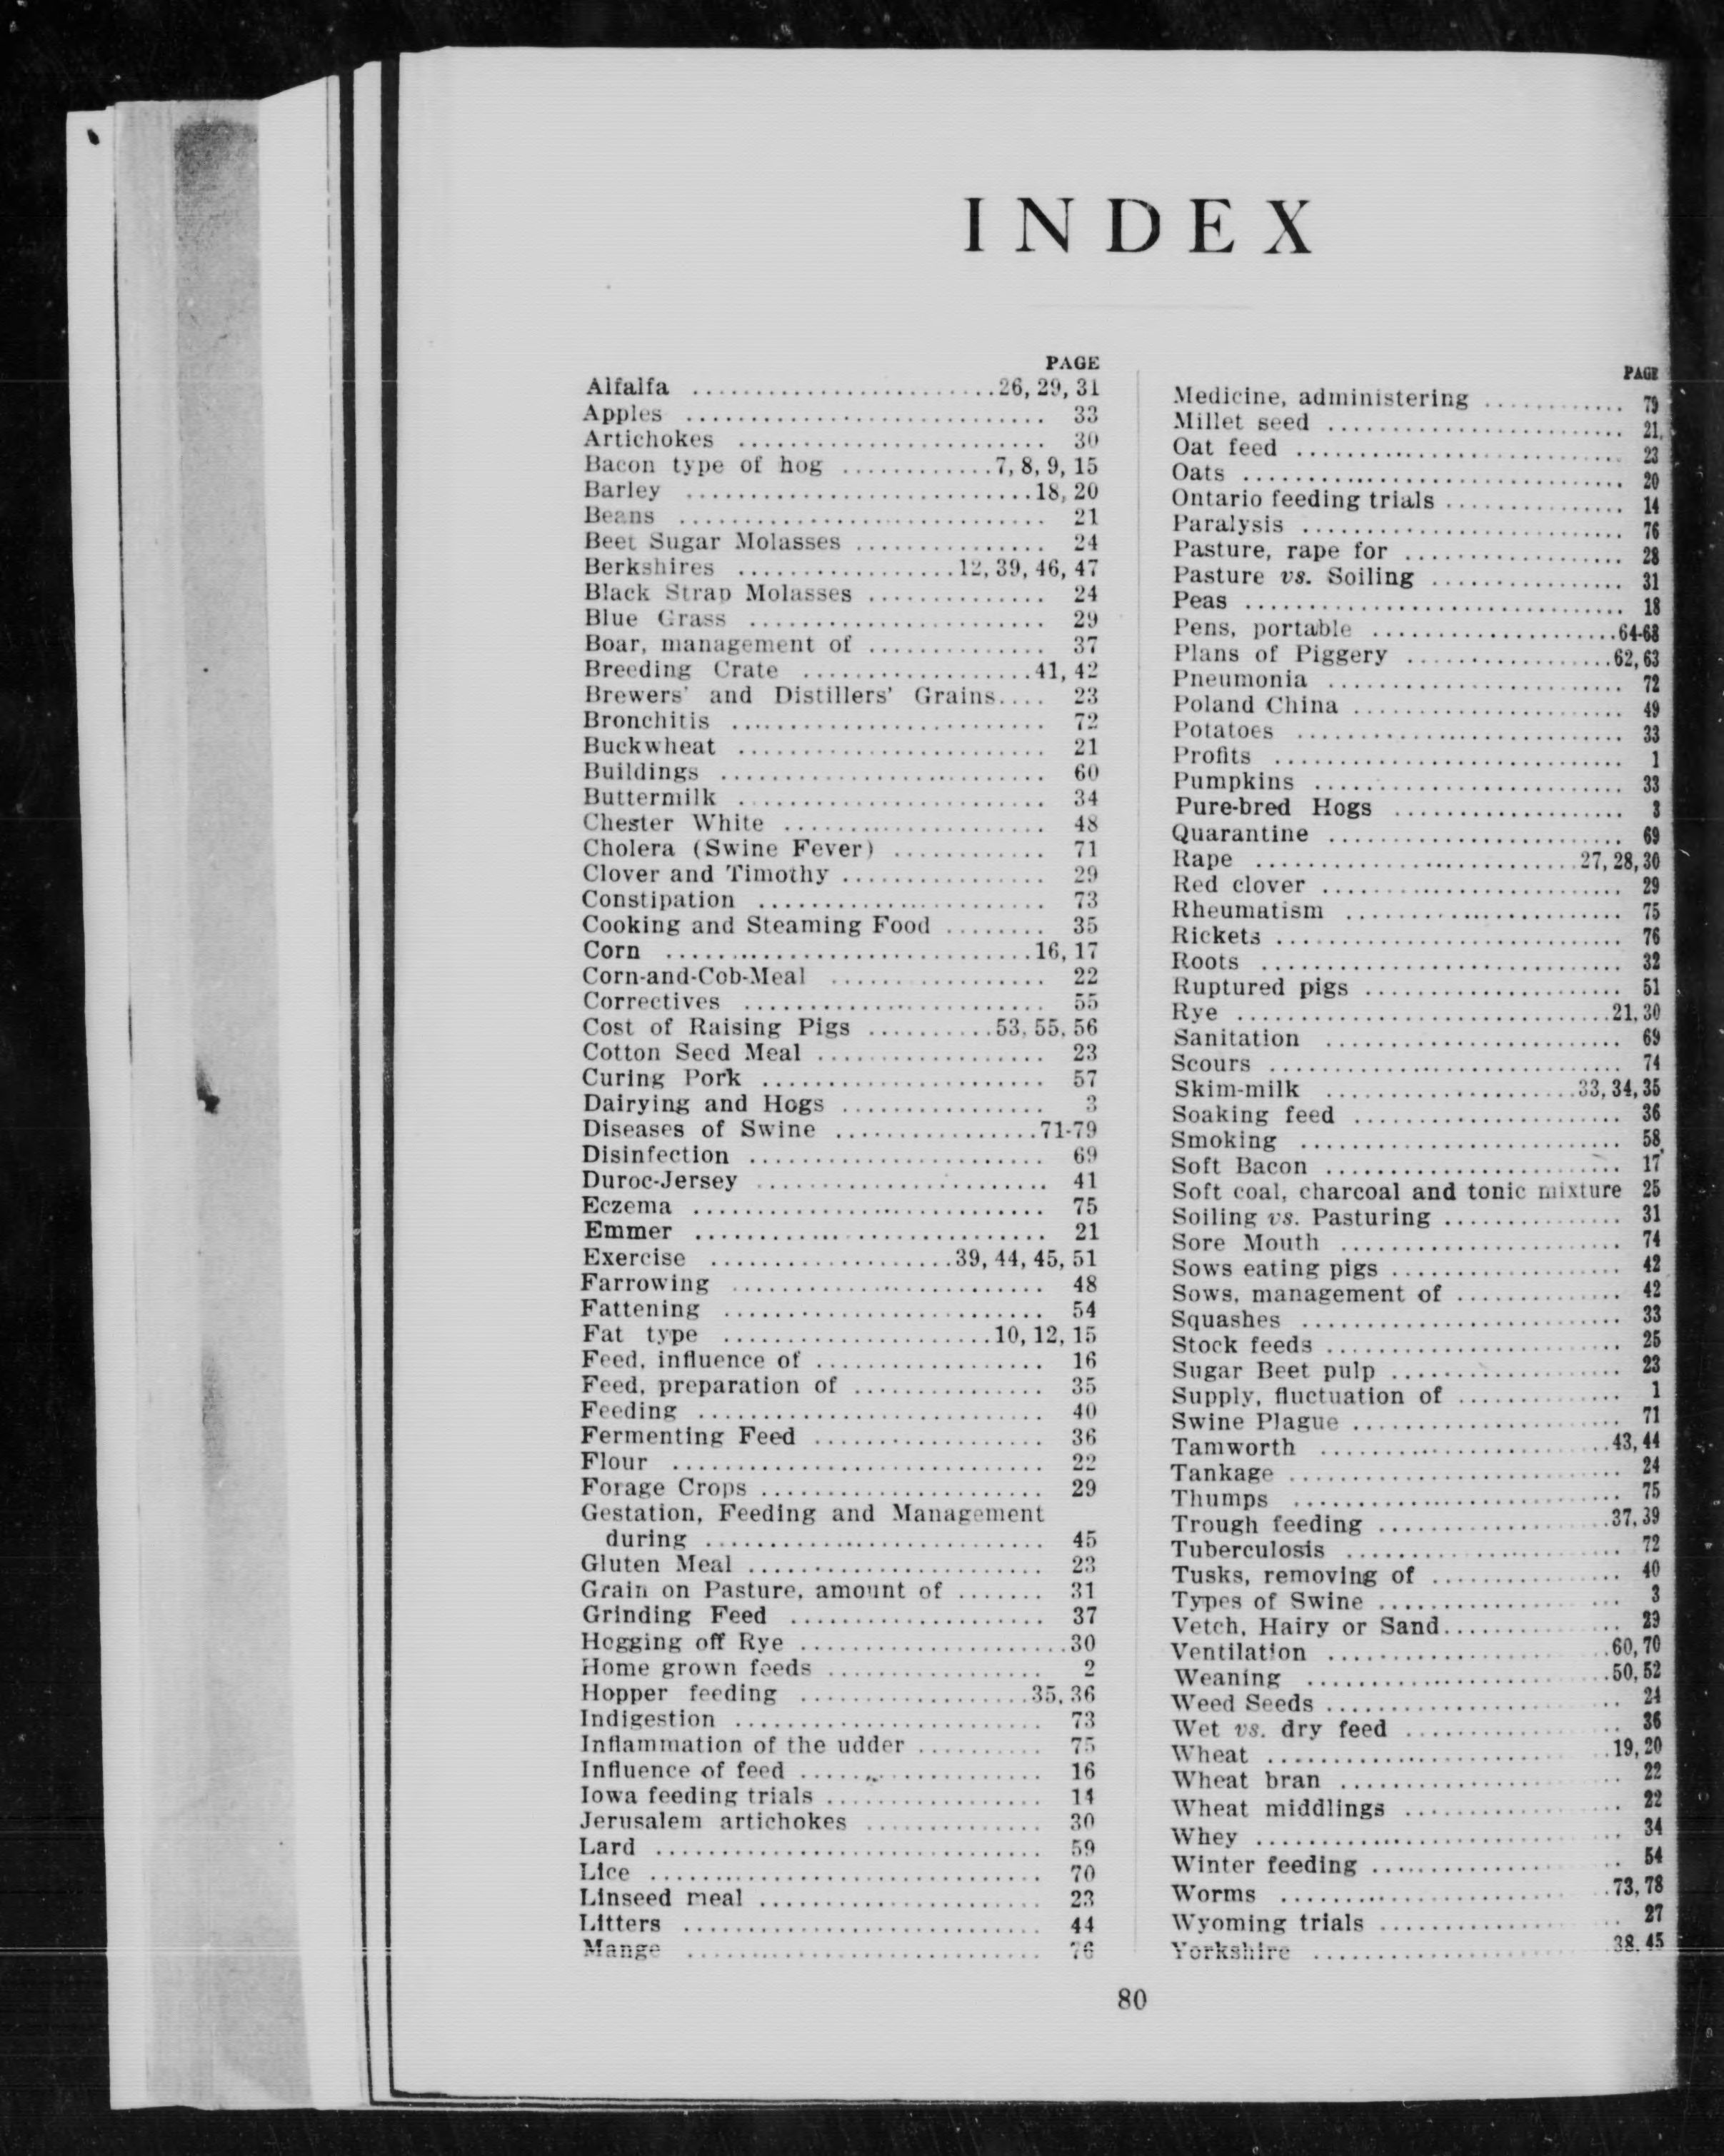 INDEX
PAGE
Alfalfa ........................ 26, 29, 31
Apples ............................ 33
Artichokes ........................ 30
Bacon type of hog ............ 7, 8, 9, 15
Barley ........................... 18, 20
Beans ............................. 21
Beet Sugar Molasses ............... 24
Berkshires ................. 12, 39, 46, 47
Black Strap Molasses .............. 24
Blue Grass ....................... 29
Boar, management of .............. 37
Breeding Crate .................. 41, 42
Brewers' and Distillers' Grains.... 23
Bronchitis ........................ 72
Buckwheat ........................ 21
Buildings ......................... 60
Buttermilk ........................ 34
Chester White ..................... 48
Cholera (Swine Fever) ............ 71
Clover and Timothy ................ 29
Constipation ...................... 73
Cooking and Steaming Food ........ 35
Corn ............................. 16, 17
Corn-and-Cob-Meal ................. 22
Correctives ....................... 55
Cost of Raising Pigs .......... 53, 55, 56
Cotton Seed Meal .................. 23
Curing Pork ...................... 57
Dairying and Hogs ................ 3
Diseases of Swine ................ 71-79
Disinfection ....................... 69
Duroc-Jersey ...................... 41
Eczema ............................ 75
Emmer ............................ 21
Exercise ................... 39, 44, 45, 51
Farrowing ........................ 48
Fattening ......................... 54
Fat type ..................... 10, 12, 15
Feed, influence of .................. 16
Feed, preparation of ............... 35
Feeding ........................... 40
Fermenting Feed .................. 36
Flour ............................. 22
Forage Crops ...................... 29
Gestation, Feeding and Management
during .......................... 45
Gluten Meal ....................... 23
Grain on Pasture, amount of ....... 31
Grinding Feed .................... 37
Hogging off Rye ..................... 30
Home grown feeds ................. 2
Hopper feeding .................... 35, 36
Indigestion ........................ 73
Inflammation of the udder .......... 75
Influence of feed ................... 16
Iowa feeding trials ................. 14
Jerusalem artichokes .............. 30
Lard .............................. 59
Lice ............................... 70
Linseed meal ...................... 23
Litters ............................ 44
Mange ............................ 76
PAGE
Medicine, administering ............ 79
Millet seed ....................... 21,
Oat feed .......................... 23
Oats .............................. 20
Ontario feeding trials .............. 14
Paralysis ......................... 76
Pasture, rape for ................. 28
Pasture vs. Soiling ............... 31
Peas .............................. 18
Pens, portable ................... 64-68
Plans of Piggery ................ 62, 63
Pneumonia ....................... 72
Poland China ..................... 49
Potatoes .......................... 33
Profits ........................... 1
Pumpkins ........................ 33
Pure-bred Hogs .................. 3
Quarantine ....................... 69
Rape ......................... 27, 28, 30
Red clover ....................... 29
Rheumatism ...................... 75
Rickets ........................... 76
Roots ............................ 32
Ruptured pigs .................... 51
Rye ............................. 21, 30
Sanitation ....................... 69
Scours ........................... 74
Skim-milk .................... 33, 34, 35
Soaking feed ..................... 36
Smoking ......................... 58
Soft Bacon ....................... 17
Soft coal, charcoal and tonic mixture 25
Soiling vs. Pasturing .............. 31
Sore Mouth ...................... 74
Sows eating pigs .................. 42
Sows, management of ............. 42
Squashes ......................... 33
Stock feeds ....................... 25
Sugar Beet pulp .................. 23
Supply, fluctuation of ............. 1
Swine Plague ..................... 71
Tamworth ...................... 43, 44
Tankage .......................... 24
Thumps .......................... 75
Trough feeding .................. 37, 39
Tuberculosis ...................... 72
Tusks, removing of ............... 40
Types of Swine ................... 3
Vetch, Hairy or Sand.............. 29
Ventilation ...................... 60, 70
Weaning ........................ 50, 52
Weed Seeds ....................... 24
Wet vs. dry feed ................. 36
Wheat .......................... 19, 20
Wheat bran ...................... 22
Wheat middlings ................. 22
Whey ............................. 34
Winter feeding .................... 54
Worms ......................... 73, 78
Wyoming trials ................... 27
Yorkshire ....................... 38, 45
80